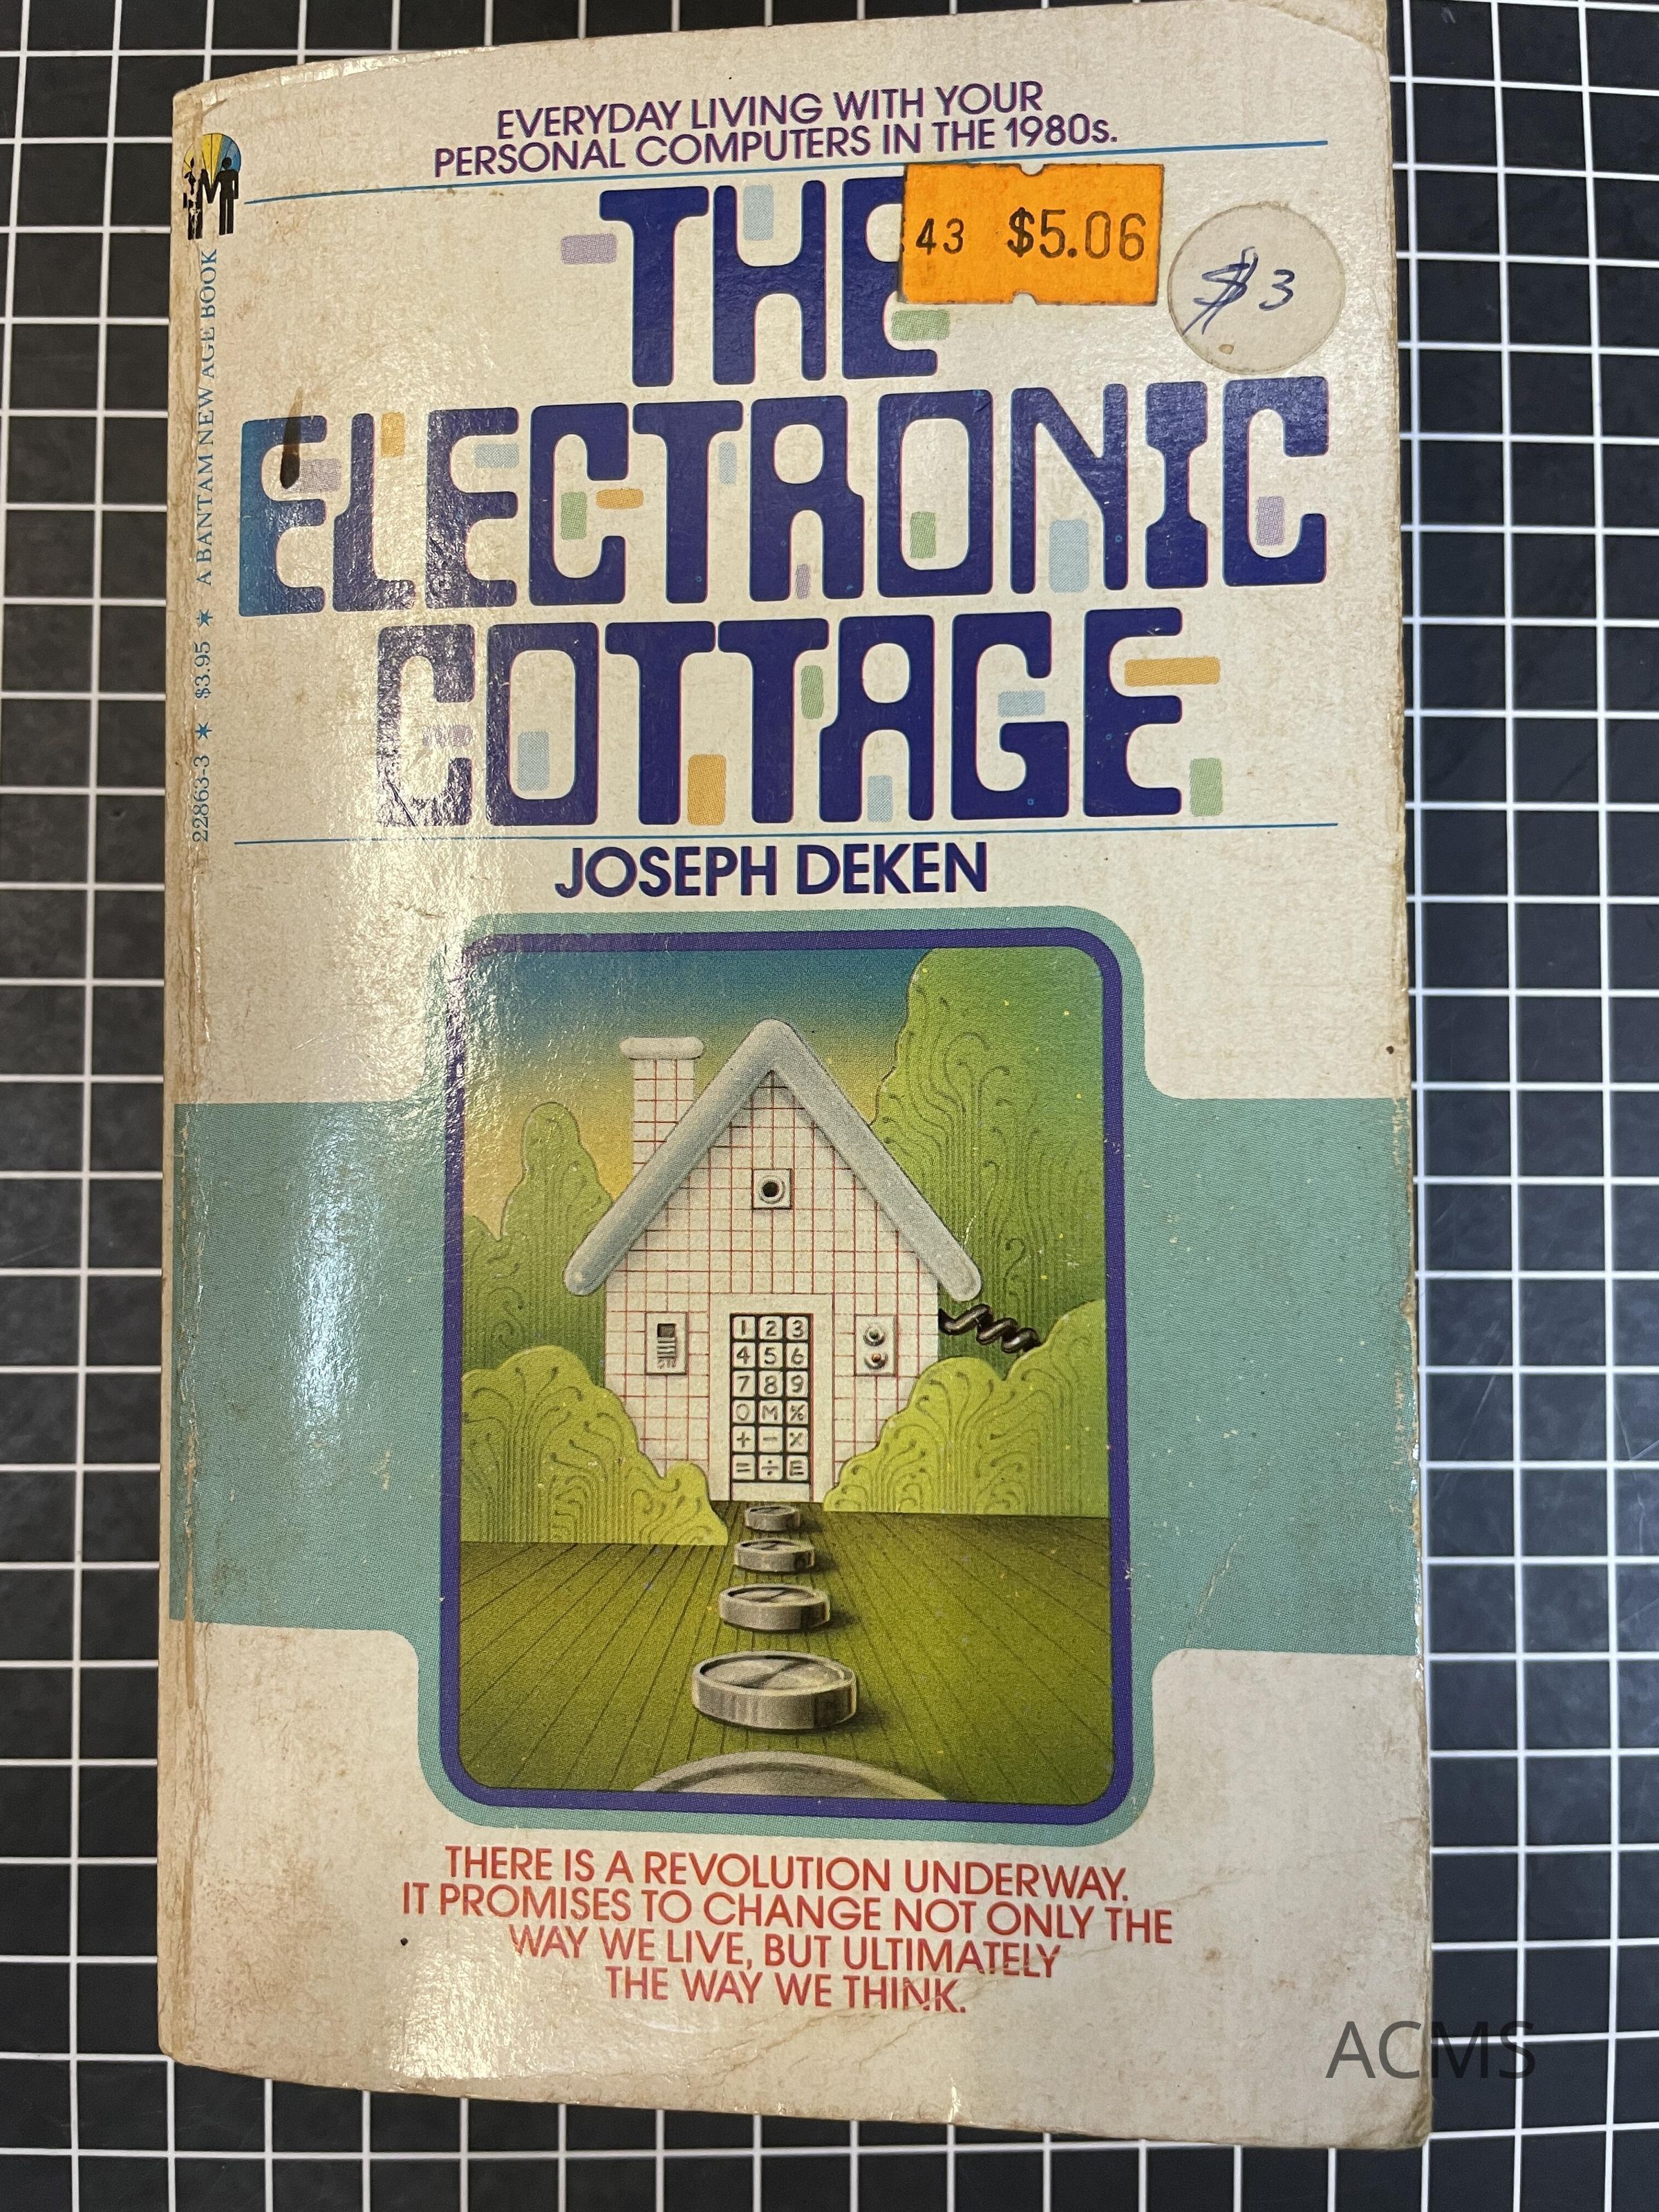 EVERYDAY LIVING WITH YOUR
PERSONAL COMPUTERS IN THE 1980s.
43 $5.06
$3
THE
ELECTRONIC
COTTAGE
JOSEPH DEKEN
22863-3 ★ $3.95 ★ A BANTAM NEW AGE BOOK
1 2 3
4 5 6
7 8 9
0 M %
+ - ×
= ÷ E
THERE IS A REVOLUTION UNDERWAY.
IT PROMISES TO CHANGE NOT ONLY THE
WAY WE LIVE, BUT ULTIMATELY
THE WAY WE THINK.
ACMS